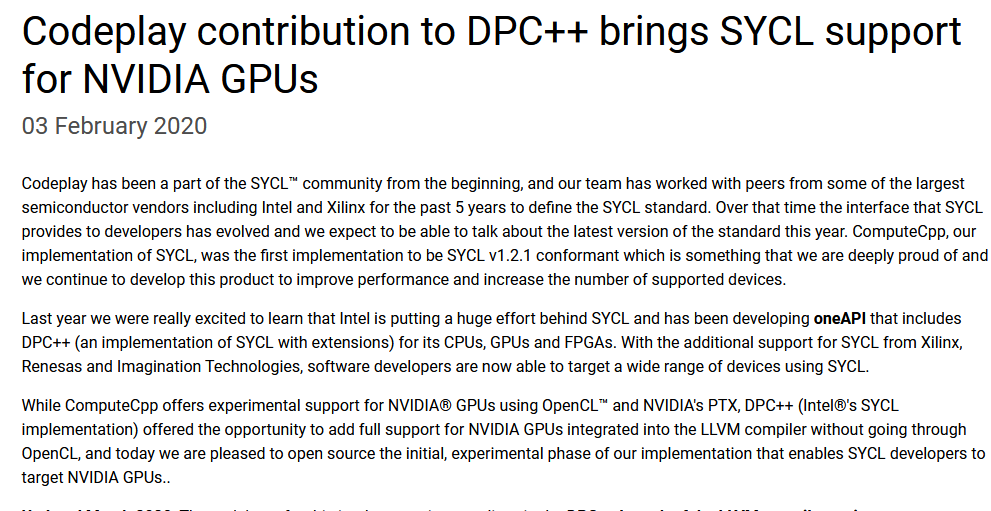 Codeplay contribution to DPC++ brings SYCL support
for NVIDIA GPUs
03 February 2020
Codeplay has been a part of the SYCL™ community from the beginning, and our team has worked with peers from some of the largest
semiconductor vendors including Intel and Xilinx for the past 5 years to define the SYCL standard. Over that time the interface that SYCL
provides to developers has evolved and we expect to be able to talk about the latest version of the standard this year. ComputeCpp, our
implementation of SYCL, was the first implementation to be SYCL v1.2.1 conformant which is something that we are deeply proud of and
we continue to develop this product to improve performance and increase the number of supported devices.
Last year we were really excited to learn that Intel is putting a huge effort behind SYCL and has been developing oneAPI that includes
DPC++ (an implementation of SYCL with extensions) for its CPUs, GPUs and FPGAs. With the additional support for SYCL from Xilinx,
Renesas and Imagination Technologies, software developers are now able to target a wide range of devices using SYCL.
While ComputeCpp offers experimental support for NVIDIA® GPUs using OpenCL™ and NVIDIA's PTX, DPC++ (Intel®'s SYCL
implementation) offered the opportunity to add full support for NVIDIA GPUs integrated into the LLVM compiler without going through
OpenCL, and today we are pleased to open source the initial, experimental phase of our implementation that enables SYCL developers to
target NVIDIA GPUs..